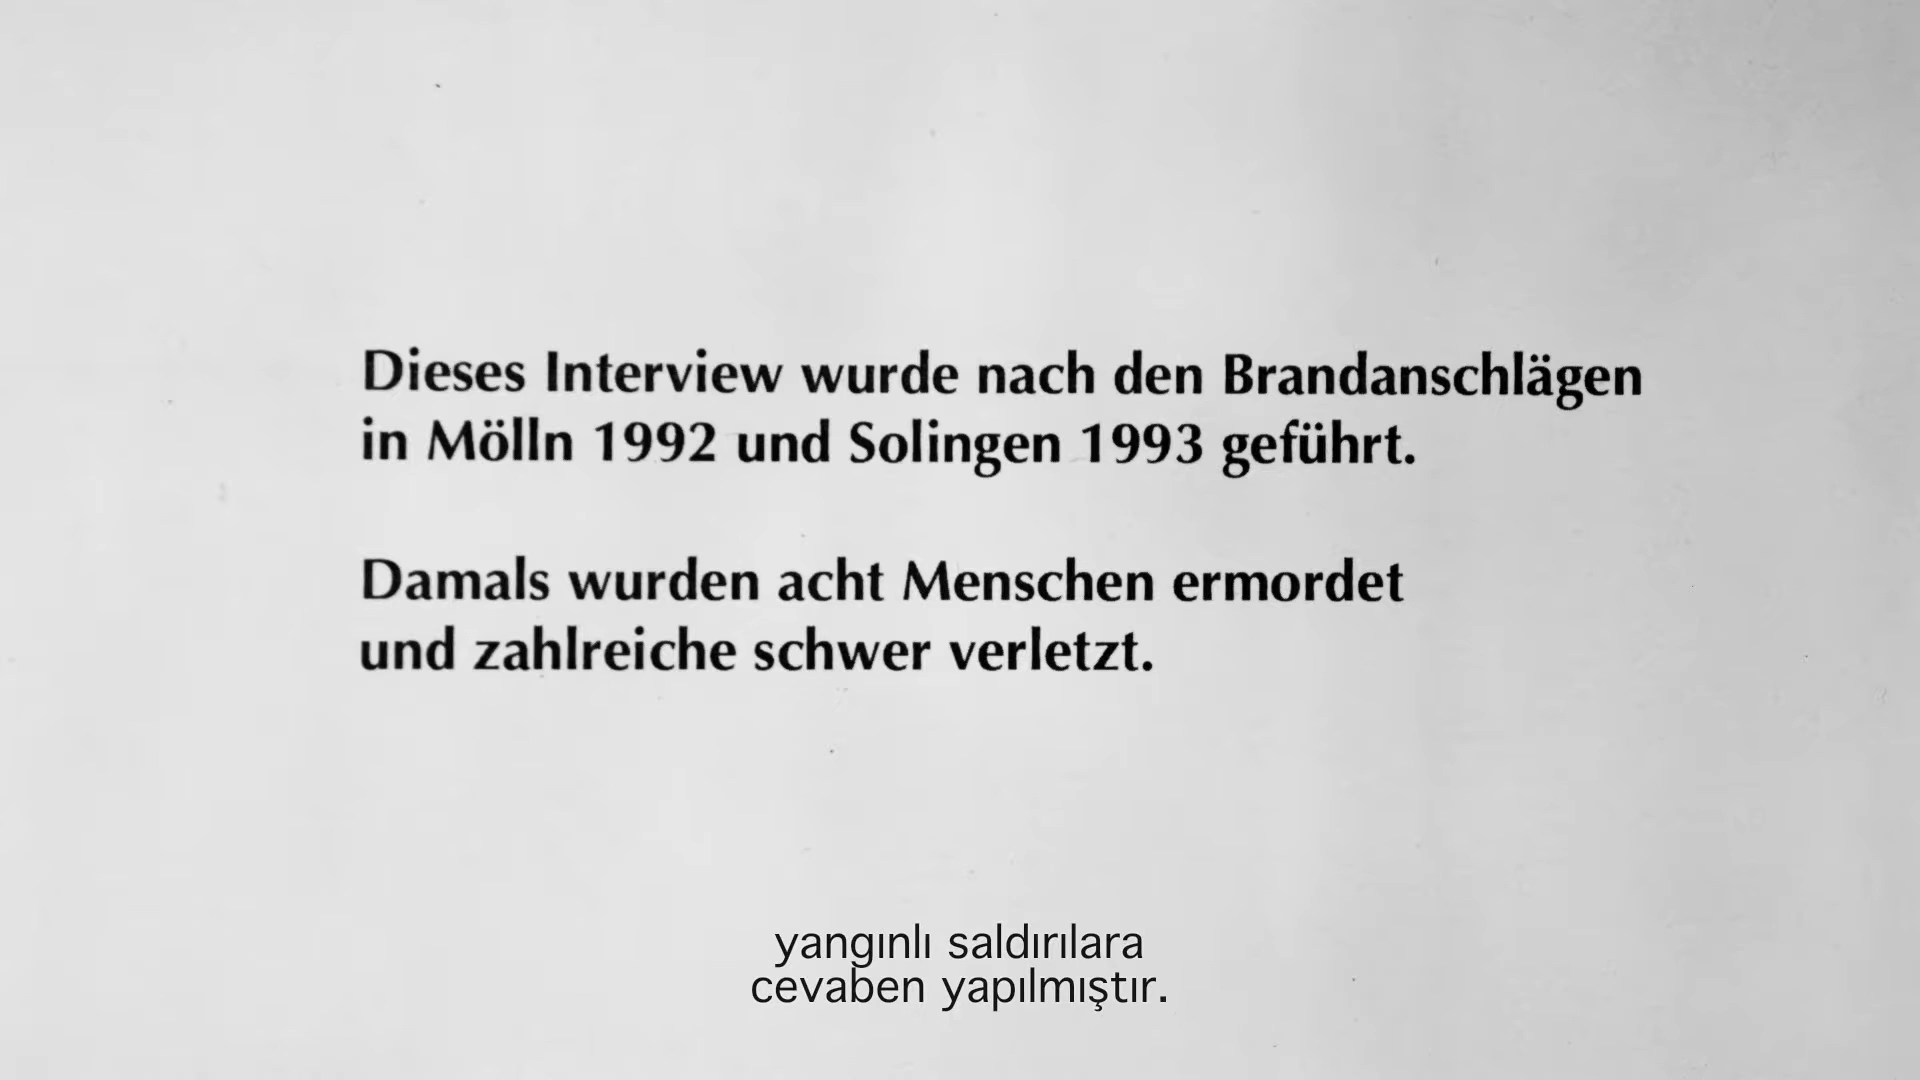 Dieses Interview wurde nach den Brandanschlägen
in Mölln 1992 und Solingen 1993 geführt.
Damals wurden acht Menschen ermordet
und zahlreiche schwer verletzt.
yangınlı saldırılara
cevaben yapılmıştır.